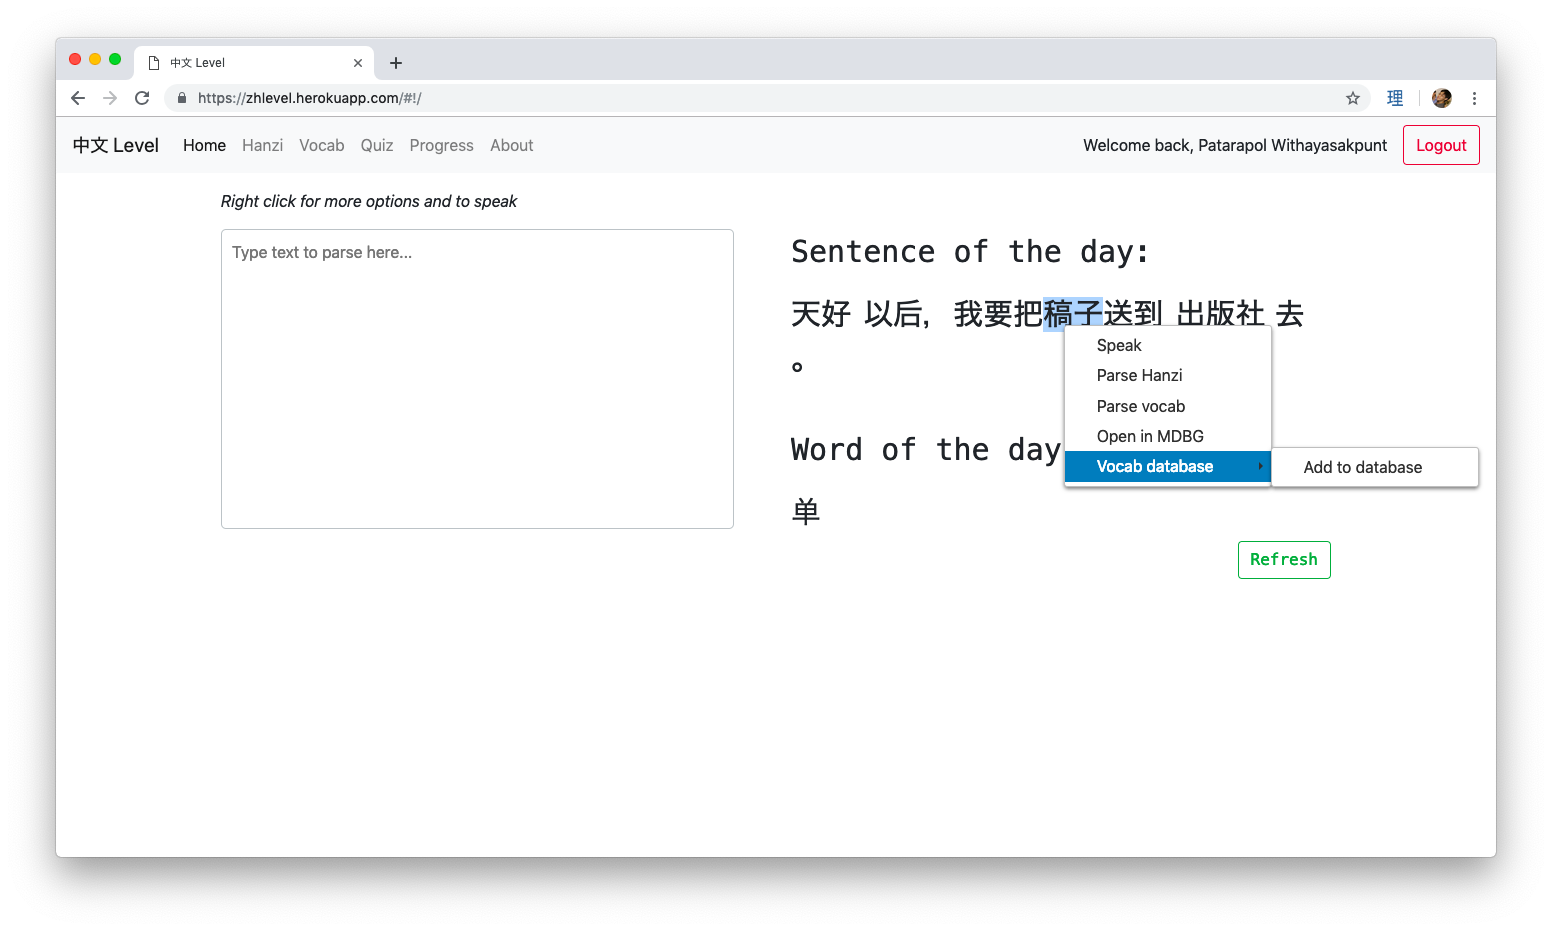 中文 Level
https://zhlevel.herokuapp.com/#!/
理
中文 Level Home Hanzi Vocab Quiz Progress About Welcome back, Patarapol Withayasakpunt Logout
Right click for more options and to speak
Type text to parse here...
Sentence of the day:
天好 以后，我要把稿子送到 出版社 去
。
Speak
Parse Hanzi
Parse vocab
Open in MDBG
Vocab database
Add to database
Word of the day
单
Refresh